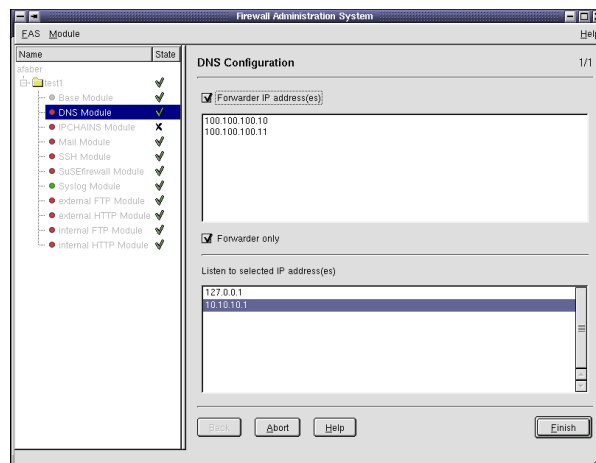 Firewall Administration System
EAS Module Help
Name State
afaber
test1
Base Module
DNS Module
IPCHAINS Module
Mail Module
SSH Module
SuSEfirewall Module
Syslog Module
external FTP Module
external HTTP Module
internal FTP Module
internal HTTP Module
DNS Configuration 1/1
Forwarder IP address(es)
100.100.100.10
100.100.100.11
Forwarder only
Listen to selected IP address(es)
127.0.0.1
10.10.10.1
Back Abort Help Finish